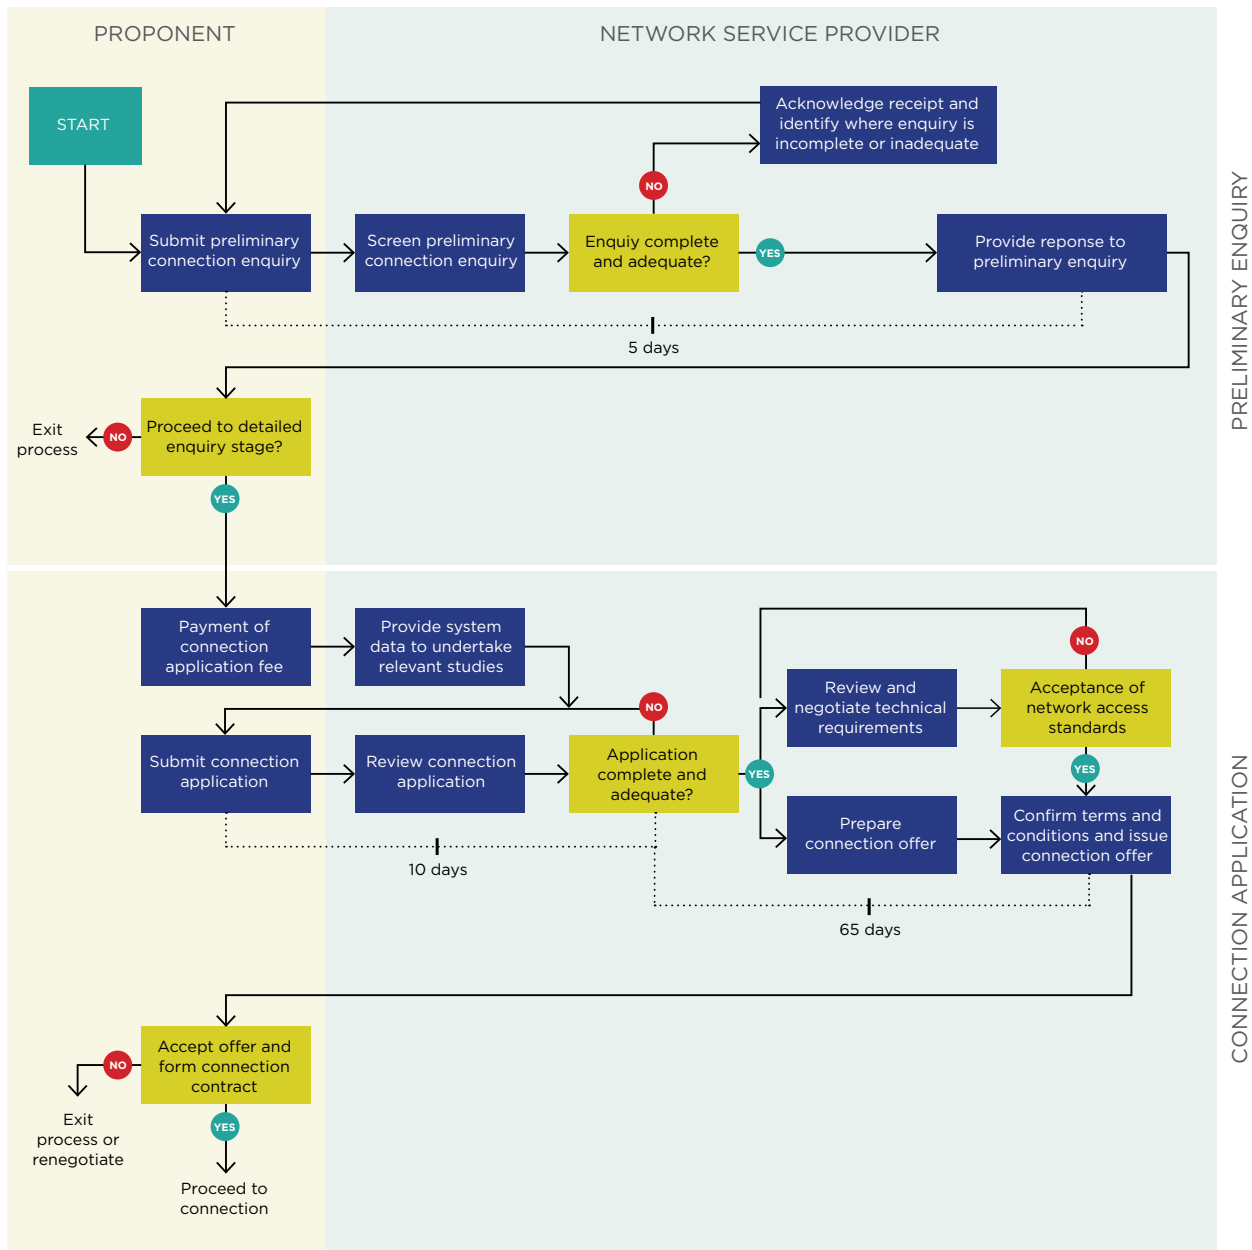 PROPONENT
NETWORK SERVICE PROVIDER
START
Acknowledge receipt and
identify where enquiry is
incomplete or inadequate
NO
Submit preliminary
connection enquiry
Screen preliminary
connection enquiry
Enquiy complete
and adequate?
YES
Provide reponse to
preliminary enquiry
5 days
PRELIMINARY ENQUIRY
Exit
process
NO
Proceed to detailed
enquiry stage?
YES
Payment of
connection
application fee
Provide system
data to undertake
relevant studies
NO
Submit connection
application
Review connection
application
Application
complete and
adequate?
YES
Review and
negotiate technical
requirements
NO
Acceptance of
network access
standards
YES
Prepare
connection offer
Confirm terms and
conditions and issue
connection offer
10 days
65 days
CONNECTION APPLICATION
Accept offer and
form connection
contract
NO
Exit
process or
renegotiate
YES
Proceed to
connection